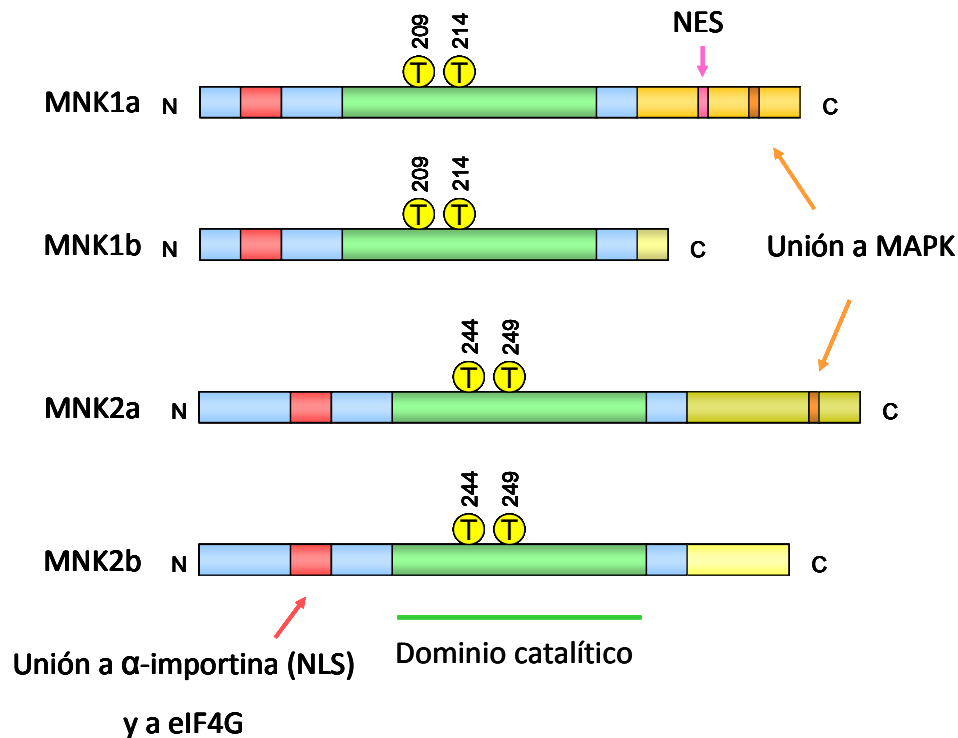 NES
209 214
T T
MNK1a N C
209 214
T T
MNK1b N C
Unión a MAPK
244 249
T T
MNK2a N C
244 249
T T
MNK2b N C
Dominio catalítico
Unión a α-importina (NLS)
y a eIF4G